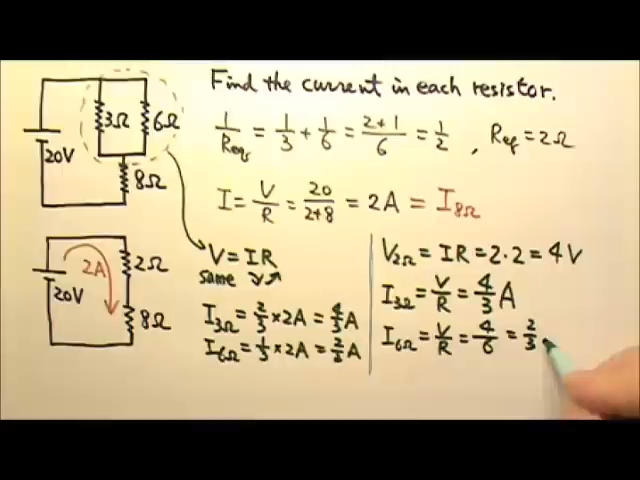 Find the current in each resistor.
3Ω 6Ω
20V
8Ω
1/Req = 1/3 + 1/6 = 2+1/6 = 1/2 , Req = 2Ω
I = V/R = 20/2+8 = 2A = I8Ω
2A
2Ω
20V
8Ω
V = IR
same ↘↗
I3Ω = 2/3 × 2A = 4/3 A
I6Ω = 1/3 × 2A = 2/3 A
V2Ω = IR = 2·2 = 4V
I3Ω = V/R = 4/3 A
I6Ω = V/R = 4/6 = 2/3